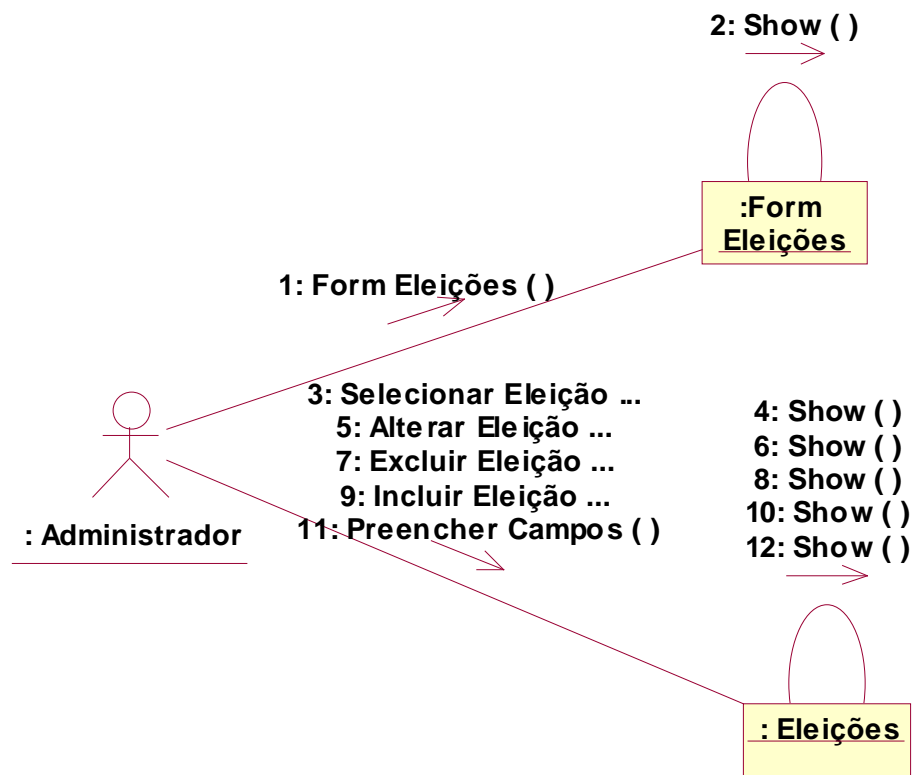 2: Show ( )
:Form
Eleições
1: Form Eleições ( )
3: Selecionar Eleição ...
5: Alterar Eleição ...
7: Excluir Eleição ...
9: Incluir Eleição ...
11: Preencher Campos ( )
: Administrador
4: Show ( )
6: Show ( )
8: Show ( )
10: Show ( )
12: Show ( )
: Eleições